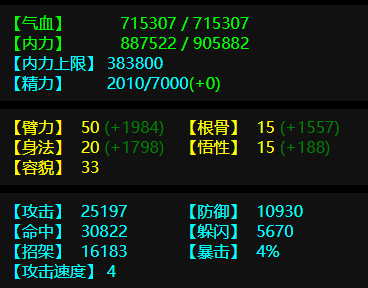 【气血】 715307 / 715307
【内力】 887522 / 905882
【内力上限】 383800
【精力】 2010/7000(+0)
【臂力】 50 (+1984) 【根骨】 15 (+1557)
【身法】 20 (+1798) 【悟性】 15 (+188)
【容貌】 33
【攻击】 25197 【防御】 10930
【命中】 30822 【躲闪】 5670
【招架】 16183 【暴击】 4%
【攻击速度】 4